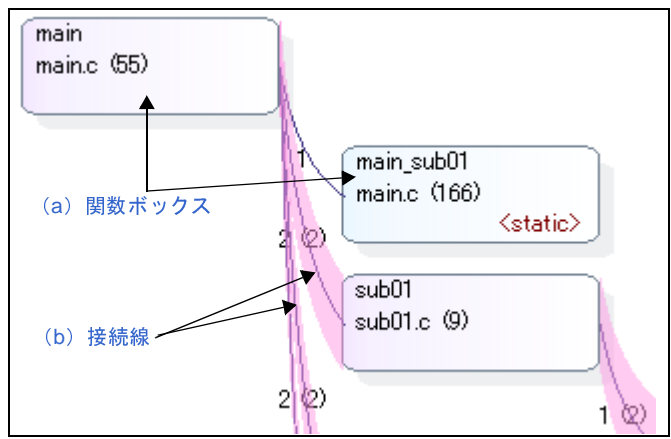 main
main.c (55)
1
main_sub01
main.c (166)
<static>
(a) 関数ボックス
2 (2)
sub01
sub01.c (9)
(b) 接続線
2 (2)
1 (2)